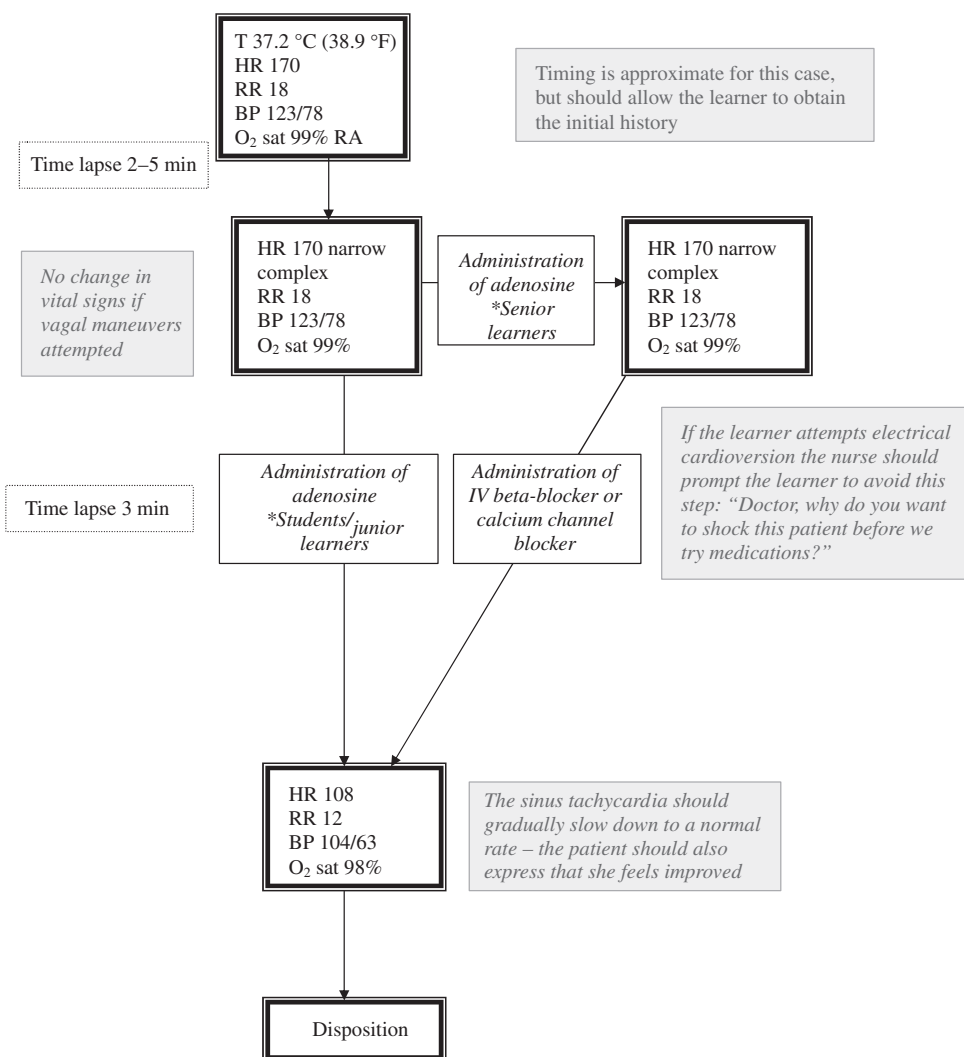 T 37.2 °C (38.9 °F)
HR 170
RR 18
BP 123/78
O₂ sat 99% RA
Timing is approximate for this case,
but should allow the learner to obtain
the initial history
Time lapse 2–5 min
No change in
vital signs if
vagal maneuvers
attempted
HR 170 narrow
complex
RR 18
BP 123/78
O₂ sat 99%
Administration
of adenosine
*Senior
learners
HR 170 narrow
complex
RR 18
BP 123/78
O₂ sat 99%
Time lapse 3 min
Administration of
adenosine
*Students/junior
learners
Administration of
IV beta-blocker or
calcium channel
blocker
If the learner attempts electrical
cardioversion the nurse should
prompt the learner to avoid this
step: “Doctor, why do you want
to shock this patient before we
try medications?”
HR 108
RR 12
BP 104/63
O₂ sat 98%
The sinus tachycardia should
gradually slow down to a normal
rate – the patient should also
express that she feels improved
Disposition